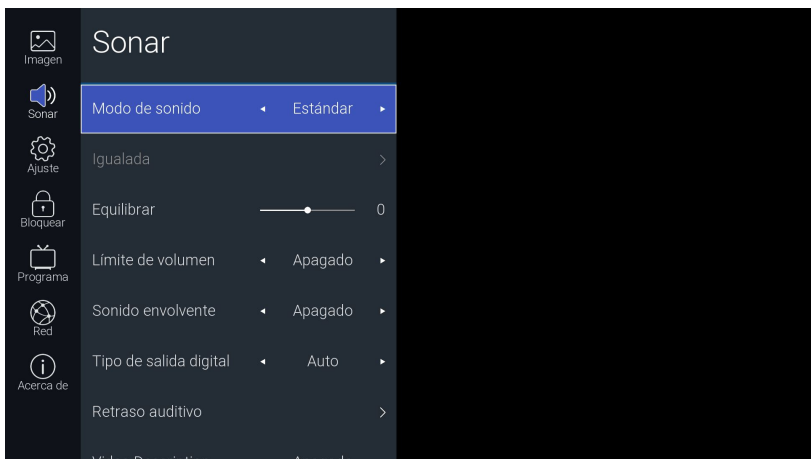 Sonar
Imagen
Sonar
Ajuste
Bloquear
Programa
Red
Acerca de
Modo de sonido Estándar
Igualada
Equilibrar 0
Límite de volumen Apagado
Sonido envolvente Apagado
Tipo de salida digital Auto
Retraso auditivo